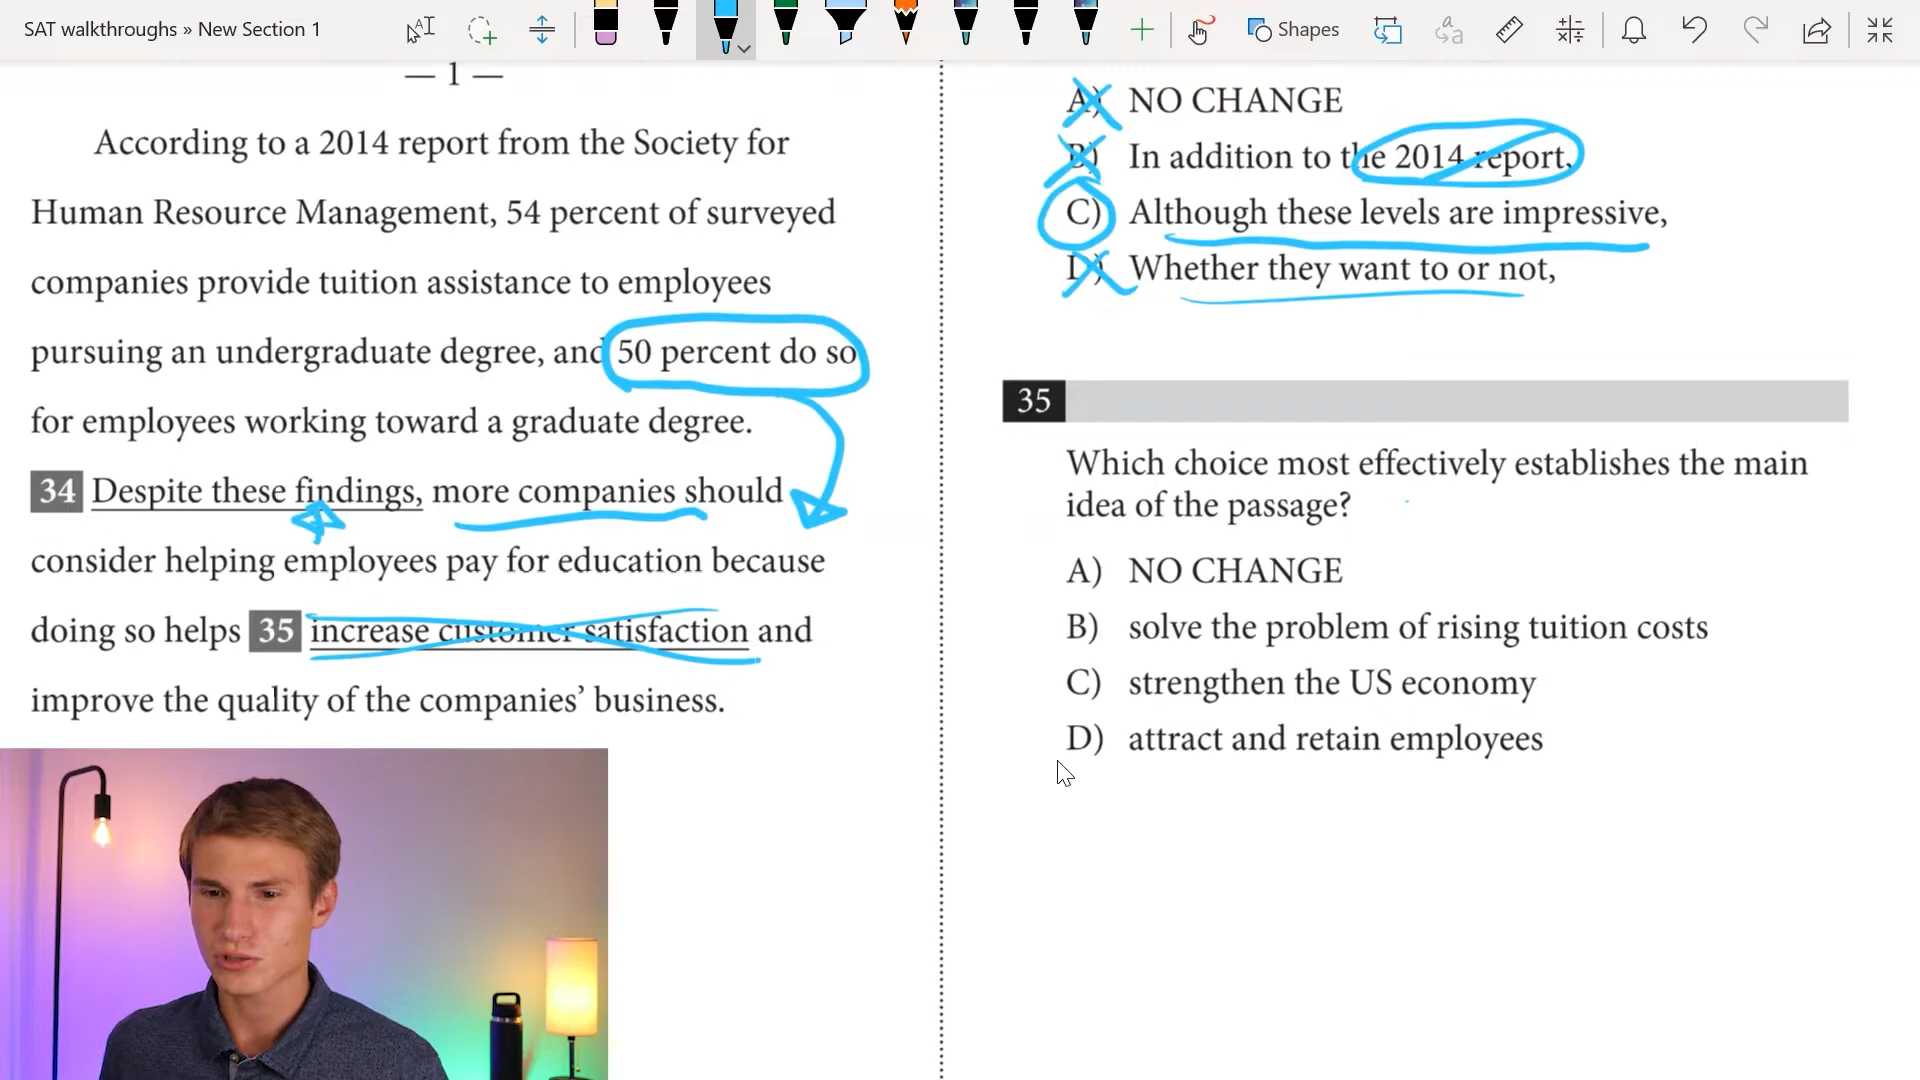 SAT walkthroughs » New Section 1
Shapes
— 1 —
According to a 2014 report from the Society for
Human Resource Management, 54 percent of surveyed
companies provide tuition assistance to employees
pursuing an undergraduate degree, and 50 percent do so
for employees working toward a graduate degree.
34 Despite these findings, more companies should
consider helping employees pay for education because
doing so helps 35 increase customer satisfaction and
improve the quality of the companies’ business.
A) NO CHANGE
B) In addition to the 2014 report,
C) Although these levels are impressive,
D) Whether they want to or not,
35
Which choice most effectively establishes the main
idea of the passage?
A) NO CHANGE
B) solve the problem of rising tuition costs
C) strengthen the US economy
D) attract and retain employees